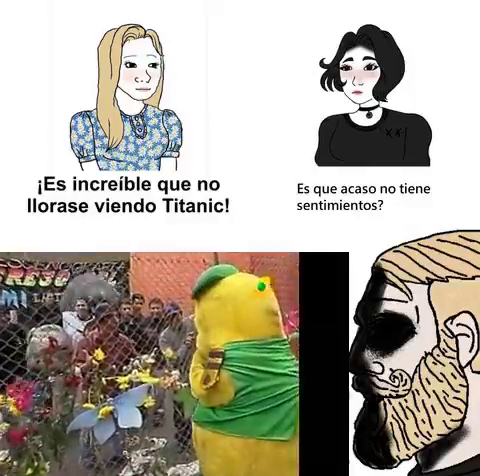 ¡Es increíble que no
llorase viendo Titanic!
Es que acaso no tiene
sentimientos?